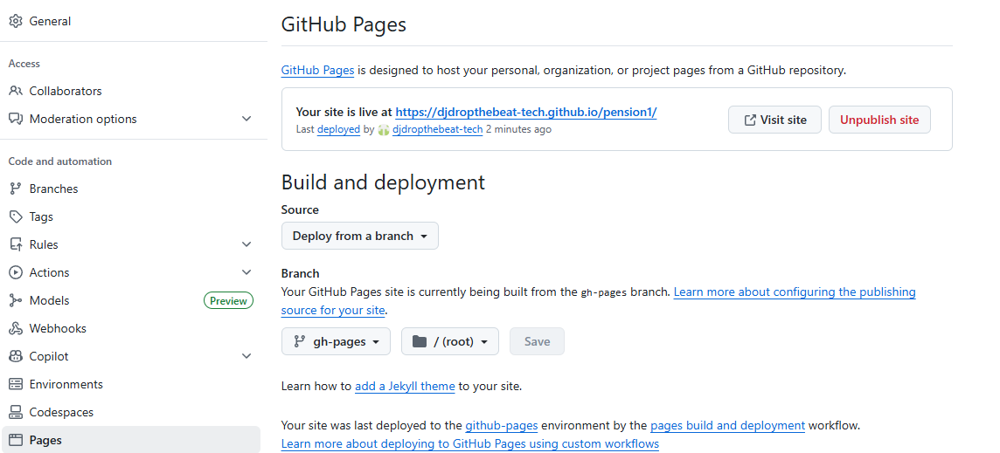 General
Access
Collaborators
Moderation options
Code and automation
Branches
Tags
Rules
Actions
Models Preview
Webhooks
Copilot
Environments
Codespaces
Pages
GitHub Pages
GitHub Pages is designed to host your personal, organization, or project pages from a GitHub repository.
Your site is live at https://djdropthebeat-tech.github.io/pension1/
Last deployed by djdropthebeat-tech 2 minutes ago
Visit site
Unpublish site
Build and deployment
Source
Deploy from a branch
Branch
Your GitHub Pages site is currently being built from the gh-pages branch. Learn more about configuring the publishing
source for your site.
gh-pages
/ (root)
Save
Learn how to add a Jekyll theme to your site.
Your site was last deployed to the github-pages environment by the pages build and deployment workflow.
Learn more about deploying to GitHub Pages using custom workflows